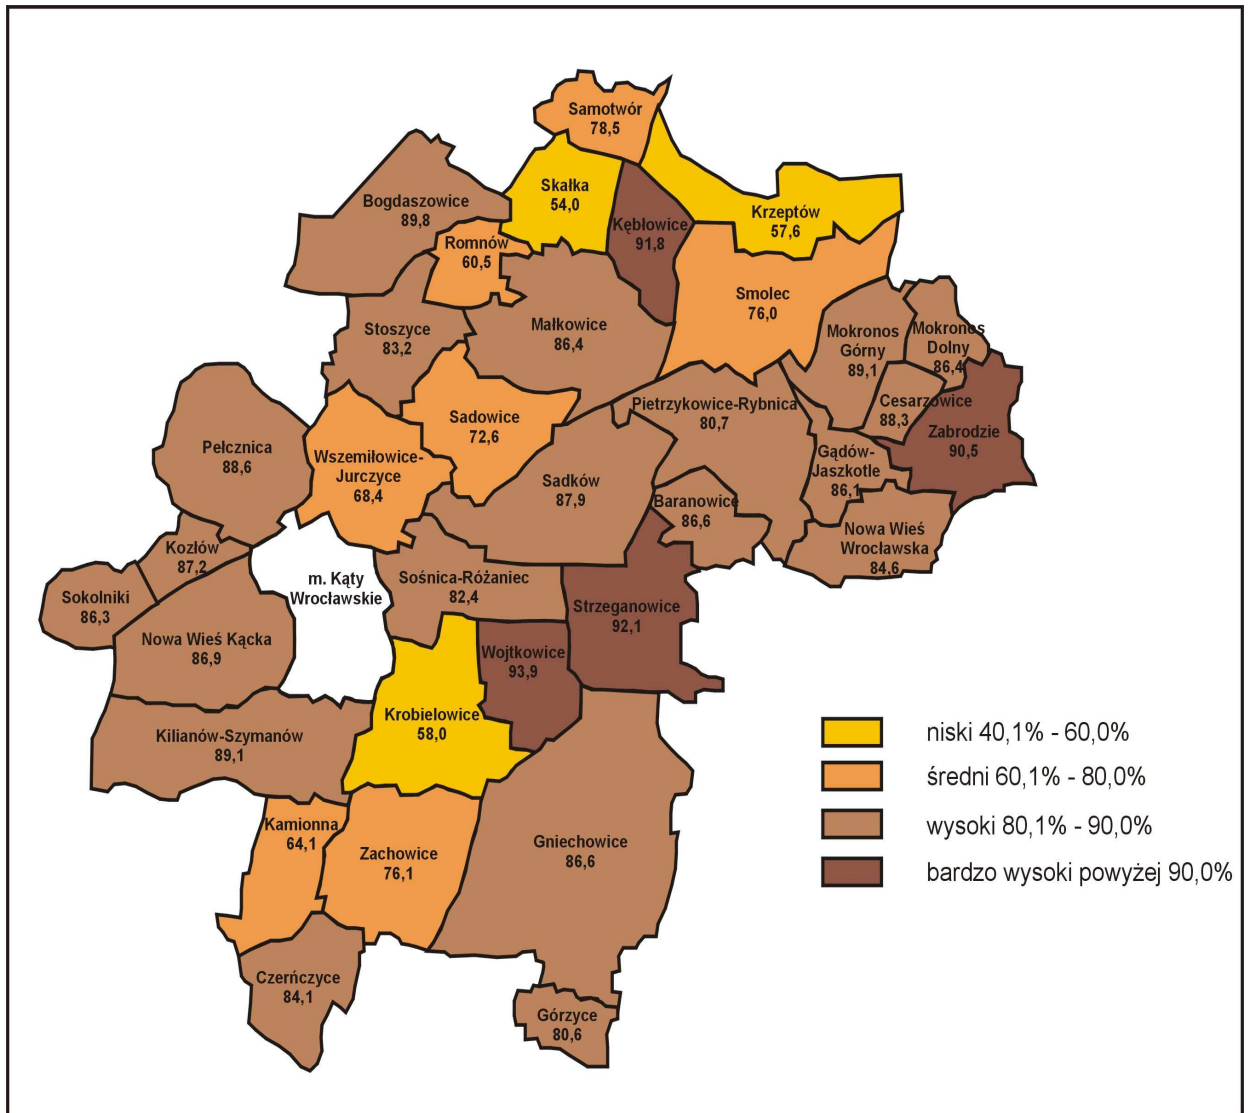 Samotwór
78,5
Skałka
54,0
Bogdaszowice
89,8
Kębłowice
91,8
Krzeptów
57,6
Romnów
60,5
Smolec
76,0
Stoszyce
83,2
Małkowice
86,4
Mokronos
Górny
89,1
Mokronos
Dolny
86,4
Cesarzowice
88,3
Zabrodzie
90,5
Sadowice
72,6
Pietrzykowice-Rybnica
80,7
Pełcznica
88,6
Wszemiłowice-
Jurczyce
68,4
Sadków
87,9
Gądów-
Jaszkotle
86,1
Baranowice
86,6
Nowa Wieś
Wrocławska
84,6
Kozłów
87,2
Sokolniki
86,3
m. Kąty
Wrocławskie
Sośnica-Różaniec
82,4
Strzeganowice
92,1
Nowa Wieś Kącka
86,9
Wojtkowice
93,9
Krobielowice
58,0
Kilianów-Szymanów
89,1
Kamionna
64,1
Zachowice
76,1
Gniechowice
86,6
Czerńczyce
84,1
Górzyce
80,6
niski 40,1% - 60,0%
średni 60,1% - 80,0%
wysoki 80,1% - 90,0%
bardzo wysoki powyżej 90,0%